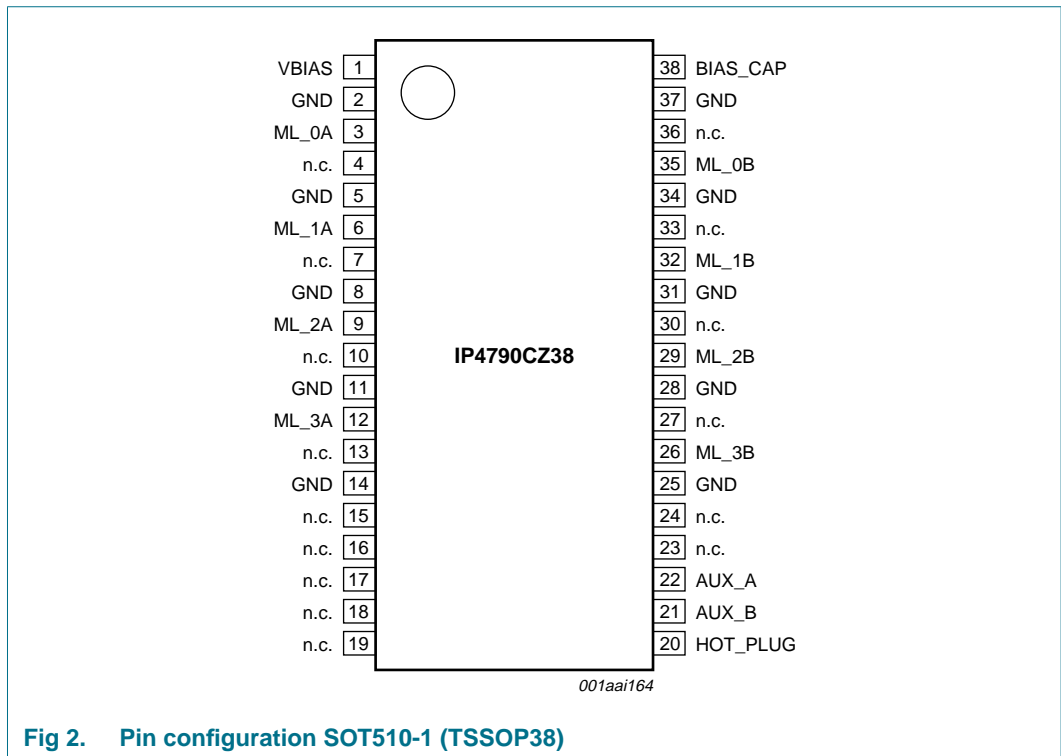 VBIAS 1 38 BIAS_CAP
GND 2 37 GND
ML_0A 3 36 n.c.
n.c. 4 35 ML_0B
GND 5 34 GND
ML_1A 6 33 n.c.
n.c. 7 32 ML_1B
GND 8 31 GND
ML_2A 9 30 n.c.
n.c. 10 IP4790CZ38 29 ML_2B
GND 11 28 GND
ML_3A 12 27 n.c.
n.c. 13 26 ML_3B
GND 14 25 GND
n.c. 15 24 n.c.
n.c. 16 23 n.c.
n.c. 17 22 AUX_A
n.c. 18 21 AUX_B
n.c. 19 20 HOT_PLUG
001aai164
Fig 2. Pin configuration SOT510-1 (TSSOP38)